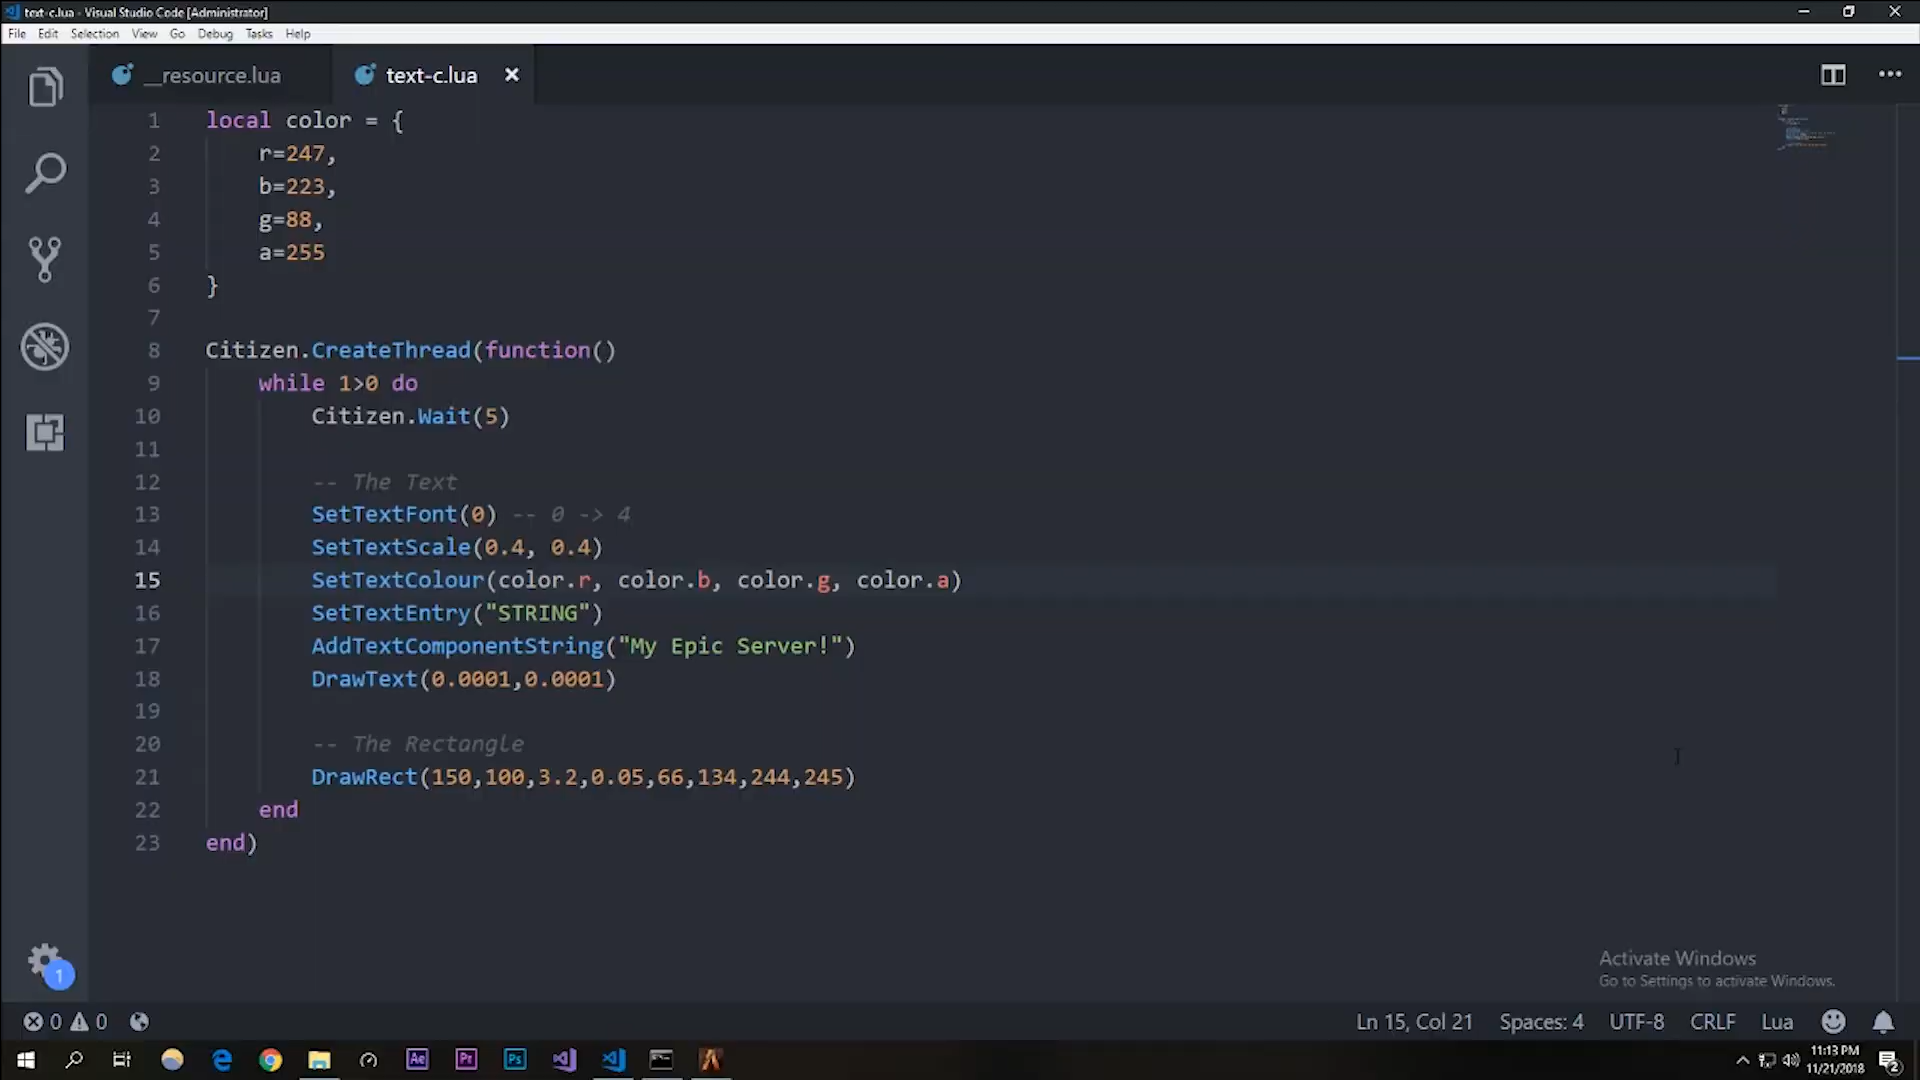 text-c.lua - Visual Studio Code [Administrator]
File Edit Selection View Go Debug Tasks Help
__resource.lua text-c.lua
1 local color = {
2 r=247,
3 b=223,
4 g=88,
5 a=255
6 }
7
8 Citizen.CreateThread(function()
9 while 1>0 do
10 Citizen.Wait(5)
11
12 -- The Text
13 SetTextFont(0) -- 0 -> 4
14 SetTextScale(0.4, 0.4)
15 SetTextColour(color.r, color.b, color.g, color.a)
16 SetTextEntry("STRING")
17 AddTextComponentString("My Epic Server!")
18 DrawText(0.0001,0.0001)
19
20 -- The Rectangle
21 DrawRect(150,100,3.2,0.05,66,134,244,245)
22 end
23 end)
1
Activate Windows
Go to Settings to activate Windows.
0 0 Ln 15, Col 21 Spaces: 4 UTF-8 CRLF Lua
Ae Pr Ps
11:13 PM
11/21/2018
2